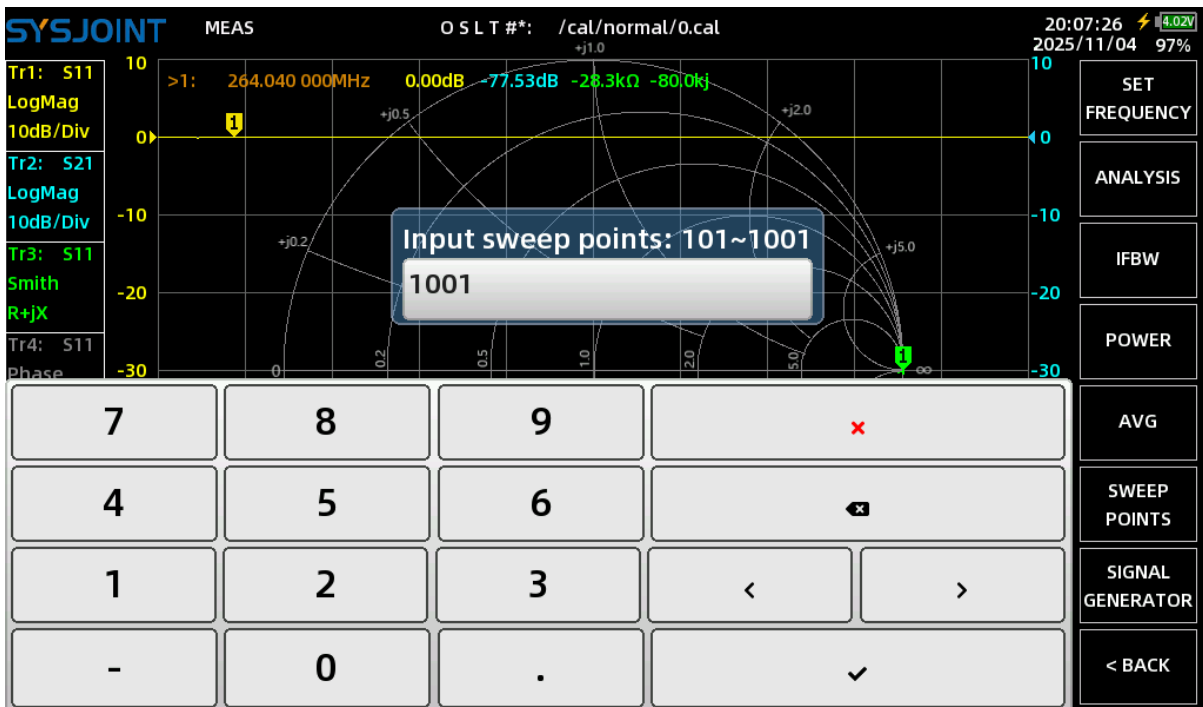 SYSJOINT MEAS O S L T #*: /cal/normal/0.cal 20:07:26 4.02V
2025/11/04 97%
+j1.0
Tr1: S11
LogMag
10dB/Div
Tr2: S21
LogMag
10dB/Div
Tr3: S11
Smith
R+jX
Tr4: S11
Phase
10
0
-10
-20
-30
>1: 264.040 000MHz 0.00dB -77.53dB -28.3kΩ -80.0kj
1
+j0.5
+j2.0
+j0.2
+j5.0
Input sweep points: 101~1001
1001
0 0.2 0.5 1.0 2.0 5.0 ∞
1
10
0
-10
-20
-30
SET
FREQUENCY
ANALYSIS
IFBW
POWER
AVG
SWEEP
POINTS
SIGNAL
GENERATOR
< BACK
7 8 9 ×
4 5 6
1 2 3 < >
- 0 . ✓